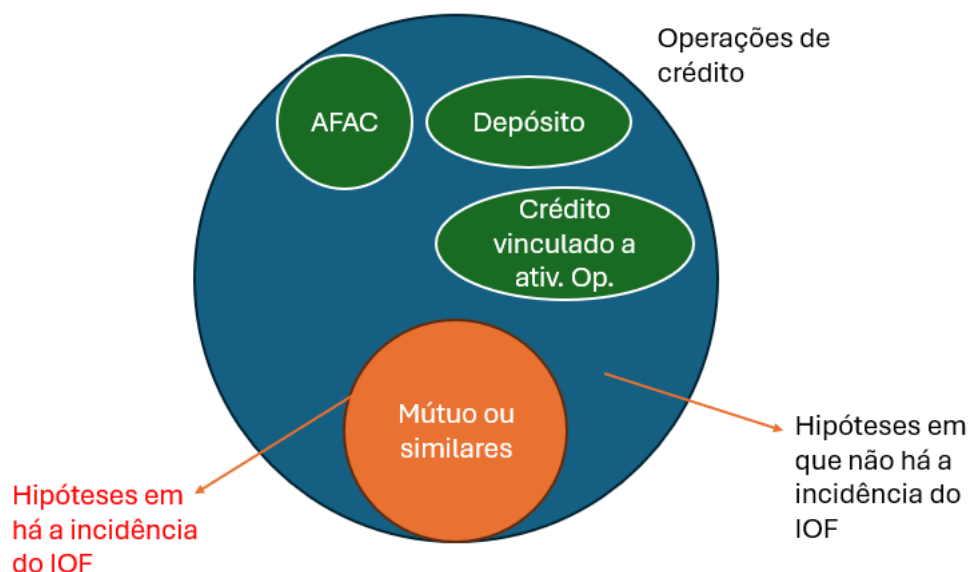 Operações de
crédito
AFAC
Depósito
Crédito
vinculado a
ativ. Op.
Mútuo ou
similares
Hipóteses em
que não há a
incidência do
IOF
Hipóteses em
há a incidência
do IOF